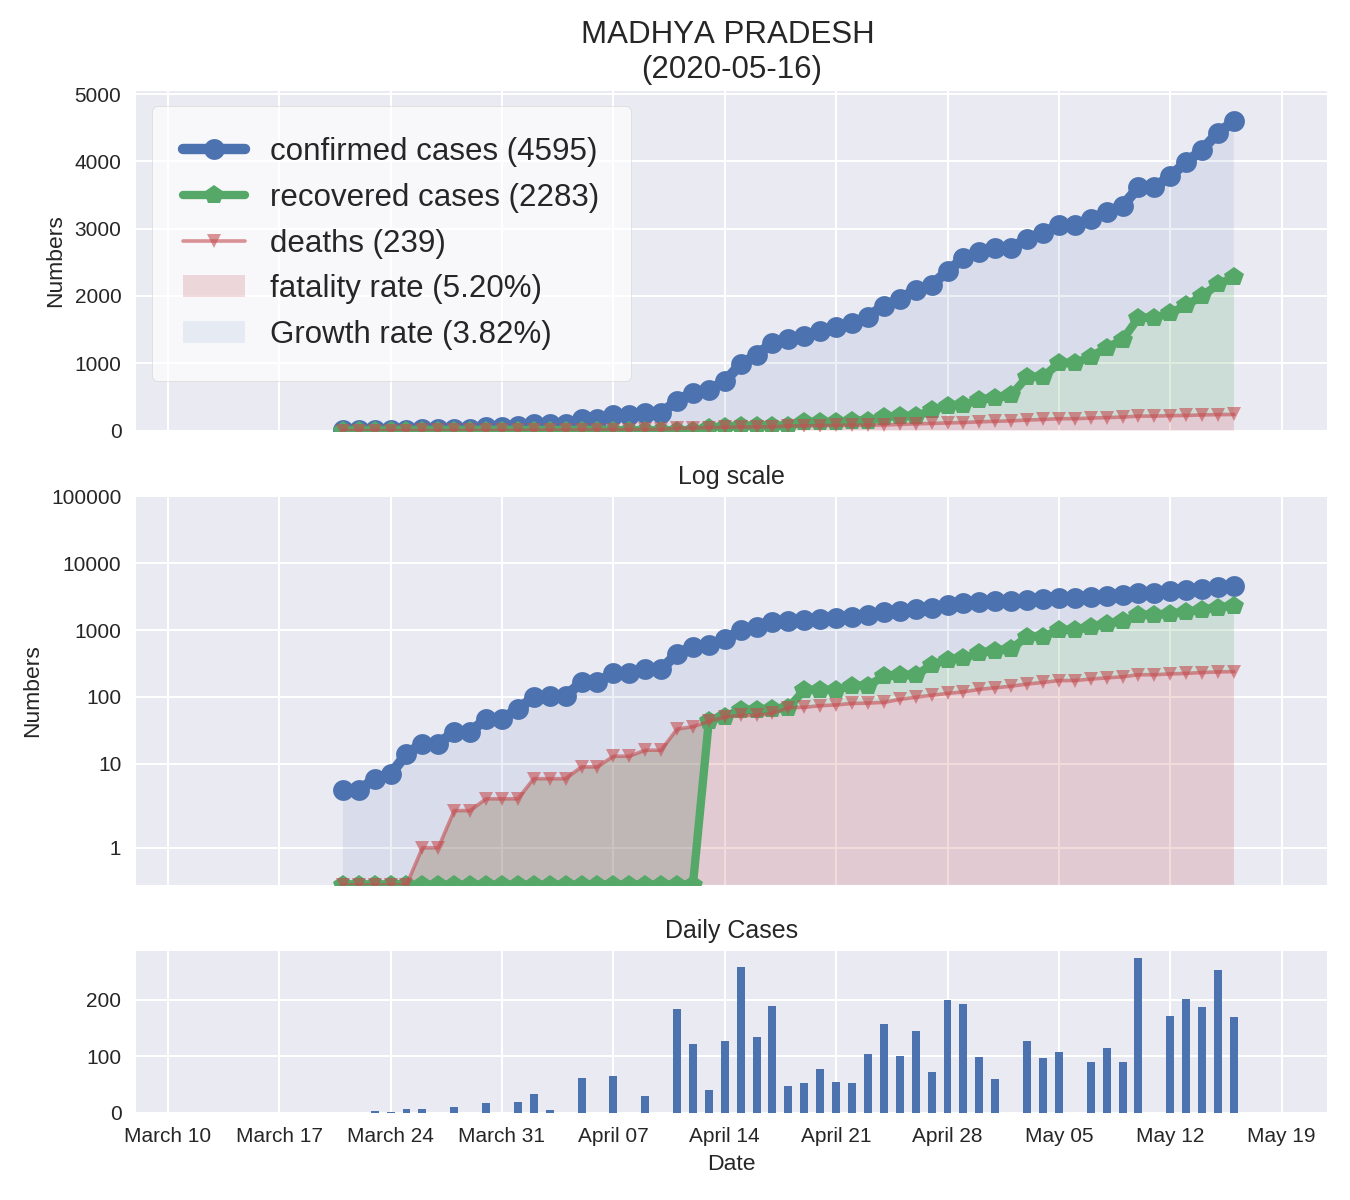 MADHYA PRADESH
(2020-05-16)
5000
4000
3000
2000
1000
0
Numbers
confirmed cases (4595)
recovered cases (2283)
deaths (239)
fatality rate (5.20%)
Growth rate (3.82%)
Log scale
100000
10000
1000
100
10
1
Numbers
Daily Cases
200
100
0
March 10 March 17 March 24 March 31 April 07 April 14 April 21 April 28 May 05 May 12 May 19
Date